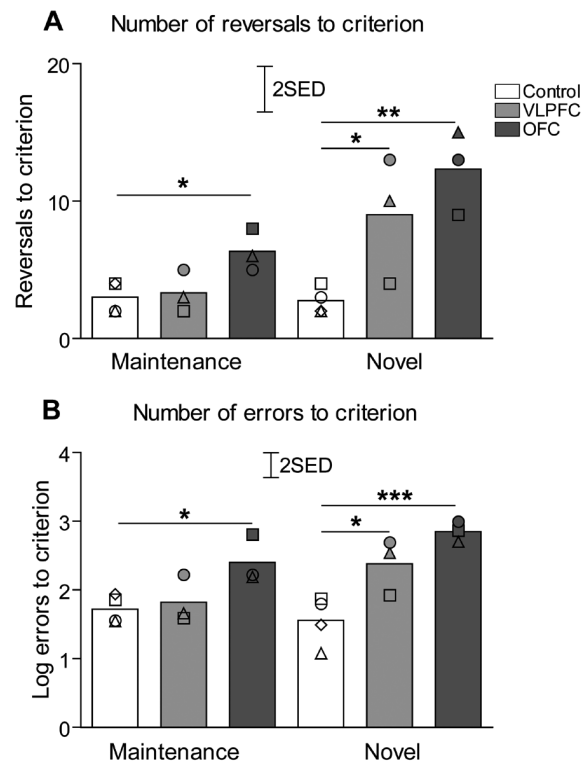 A
Number of reversals to criterion
20
2SED
Control
VLPFC
OFC
**
*
*
10
Reversals to criterion
0
Maintenance
Novel
B
Number of errors to criterion
4
2SED
***
*
*
3
2
1
Log errors to criterion
0
Maintenance
Novel